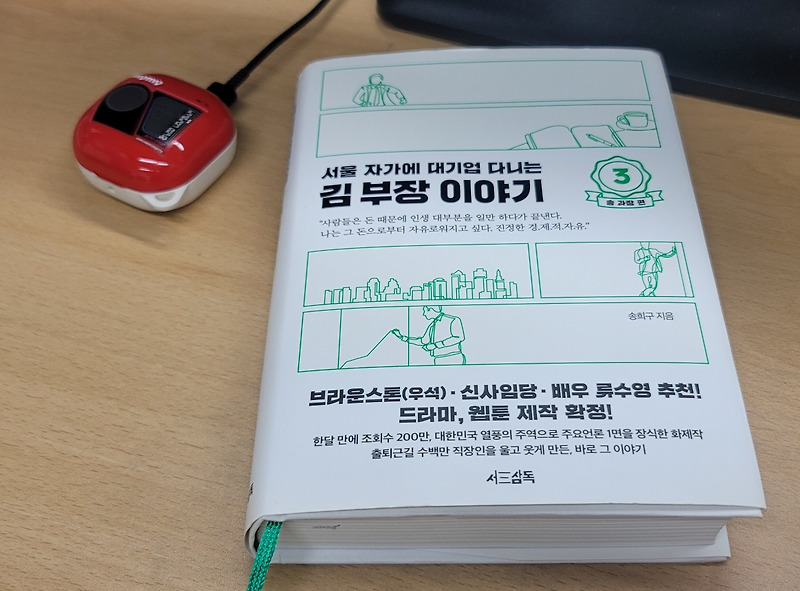 서울 자가에 대기업 다니는
김 부장 이야기
3
송 과장 편
"사람들은 돈 때문에 인생 대부분을 일만 하다가 끝낸다.
나는 그 돈으로부터 자유로워지고 싶다. 진정한 경.제.적.자.유."
송희구 지음
브라운스톤(우석)·신사임당·배우 류수영 추천!
드라마, 웹툰 제작 확정!
한달 만에 조회수 200만, 대한민국 열풍의 주역으로 주요언론 1면을 장식한 화제작
출퇴근길 수백만 직장인을 울고 웃게 만든, 바로 그 이야기
서삼독